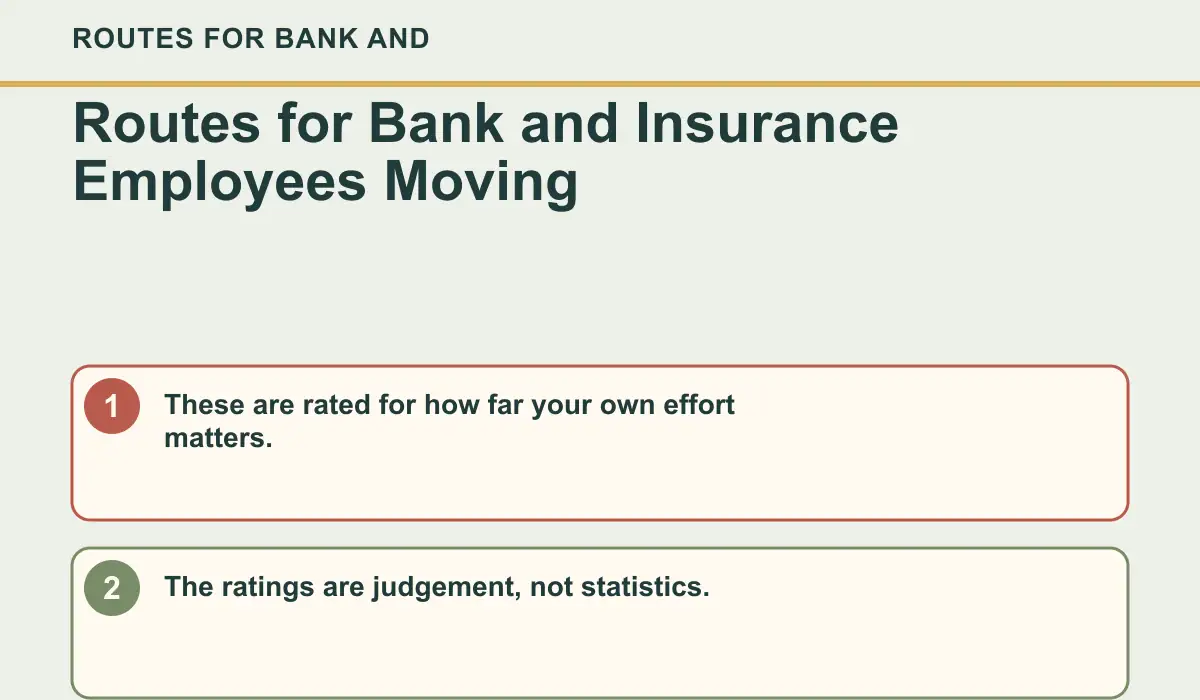 ROUTES FOR BANK AND
Routes for Bank and Insurance
Employees Moving
1
These are rated for how far your own effort
matters.
2
The ratings are judgement, not statistics.